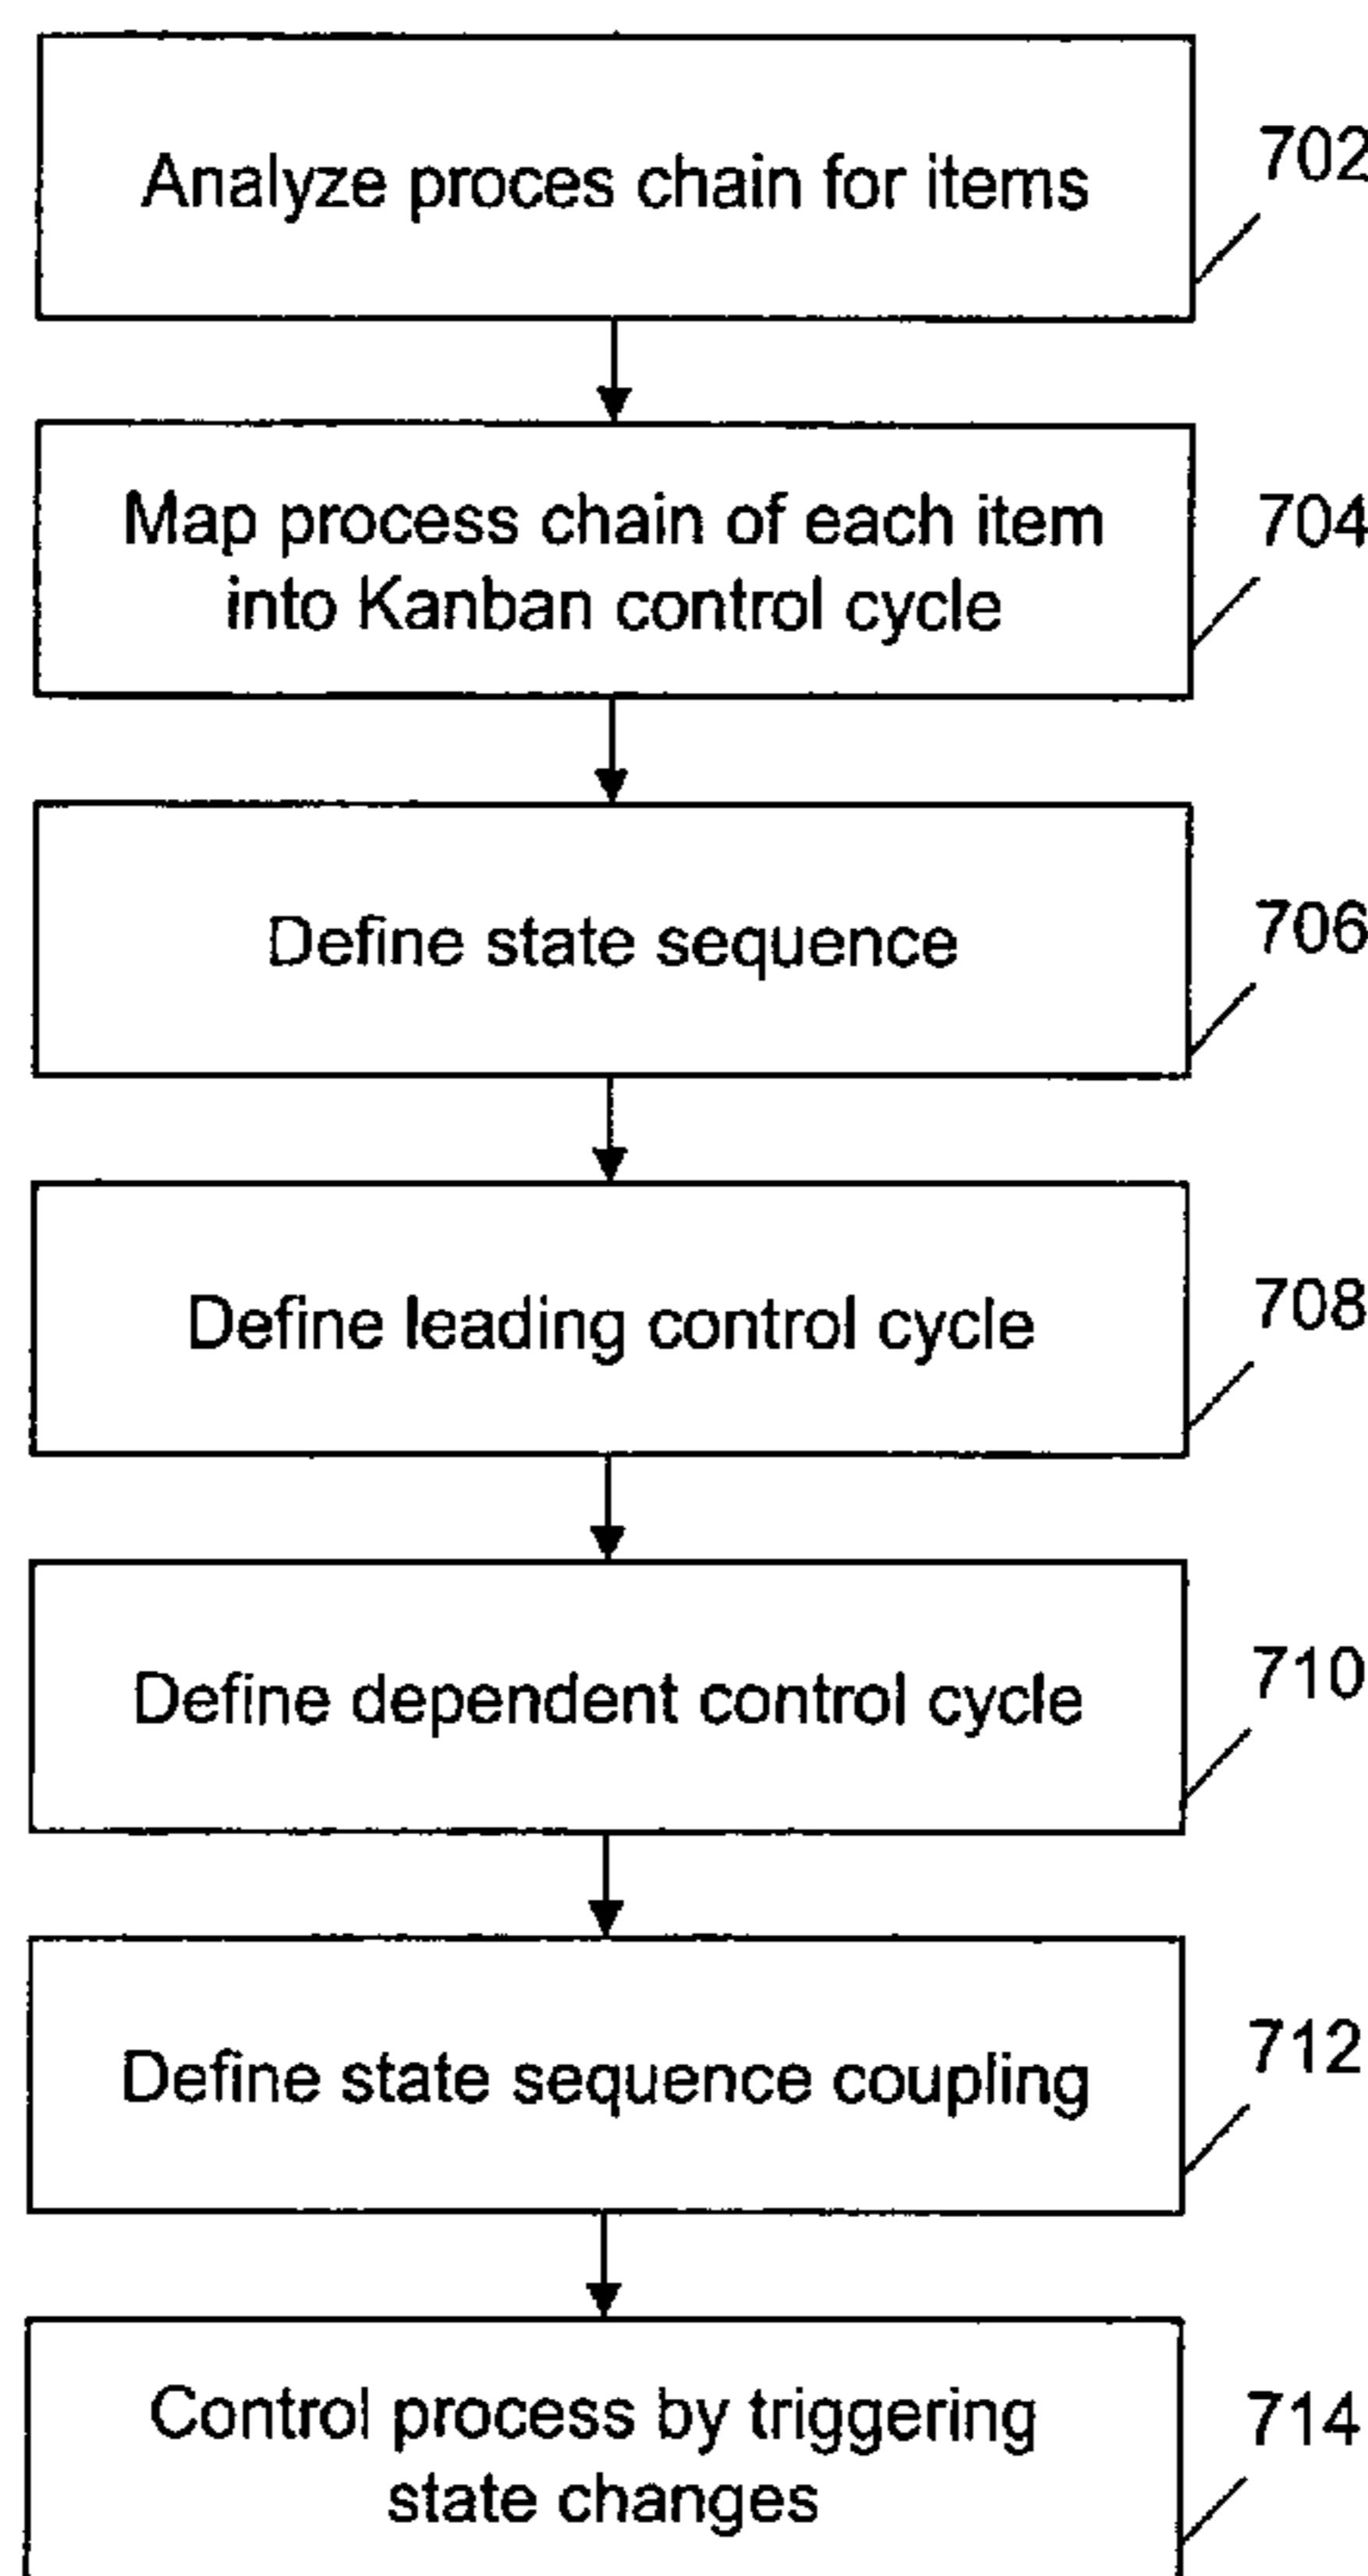 Analyze proces chain for items
702
Map process chain of each item
into Kanban control cycle
704
Define state sequence
706
Define leading control cycle
708
Define dependent control cycle
710
Define state sequence coupling
712
Control process by triggering
state changes
714